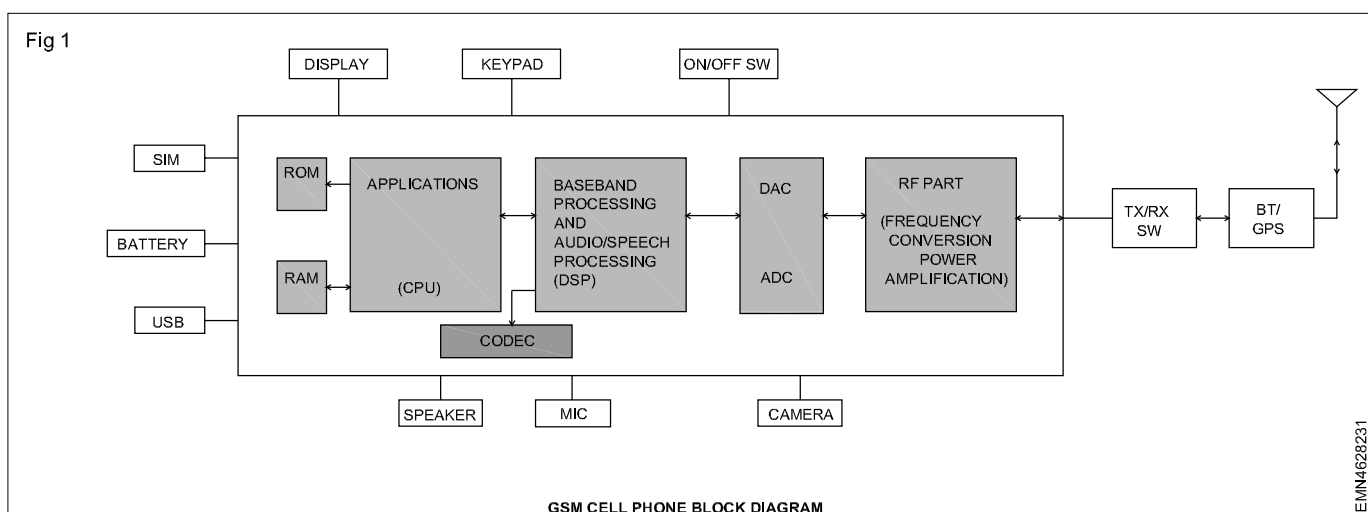 Fig 1
DISPLAY
KEYPAD
ON/OFF SW
SIM
BATTERY
USB
ROM
RAM
APPLICATIONS
(CPU)
BASEBAND
PROCESSING
AND
AUDIO/SPEECH
PROCESSING
(DSP)
CODEC
DAC
ADC
RF PART
(FREQUENCY
CONVERSION
POWER
AMPLIFICATION)
TX/RX
SW
BT/
GPS
SPEAKER
MIC
CAMERA
GSM CELL PHONE BLOCK DIAGRAM
EMN4628231